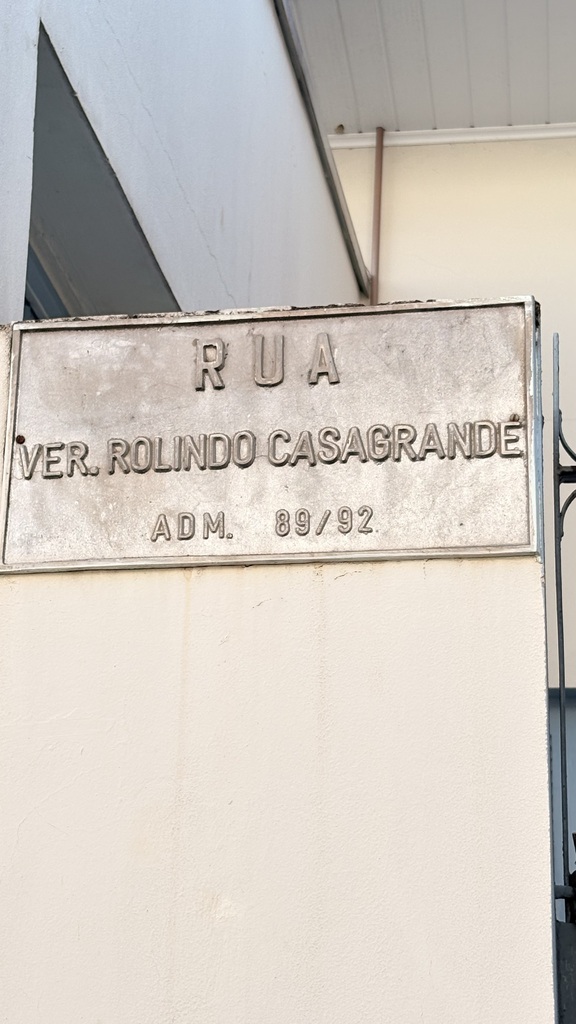 RUA
VER. ROLINDO CASAGRANDE
ADM. 89/92